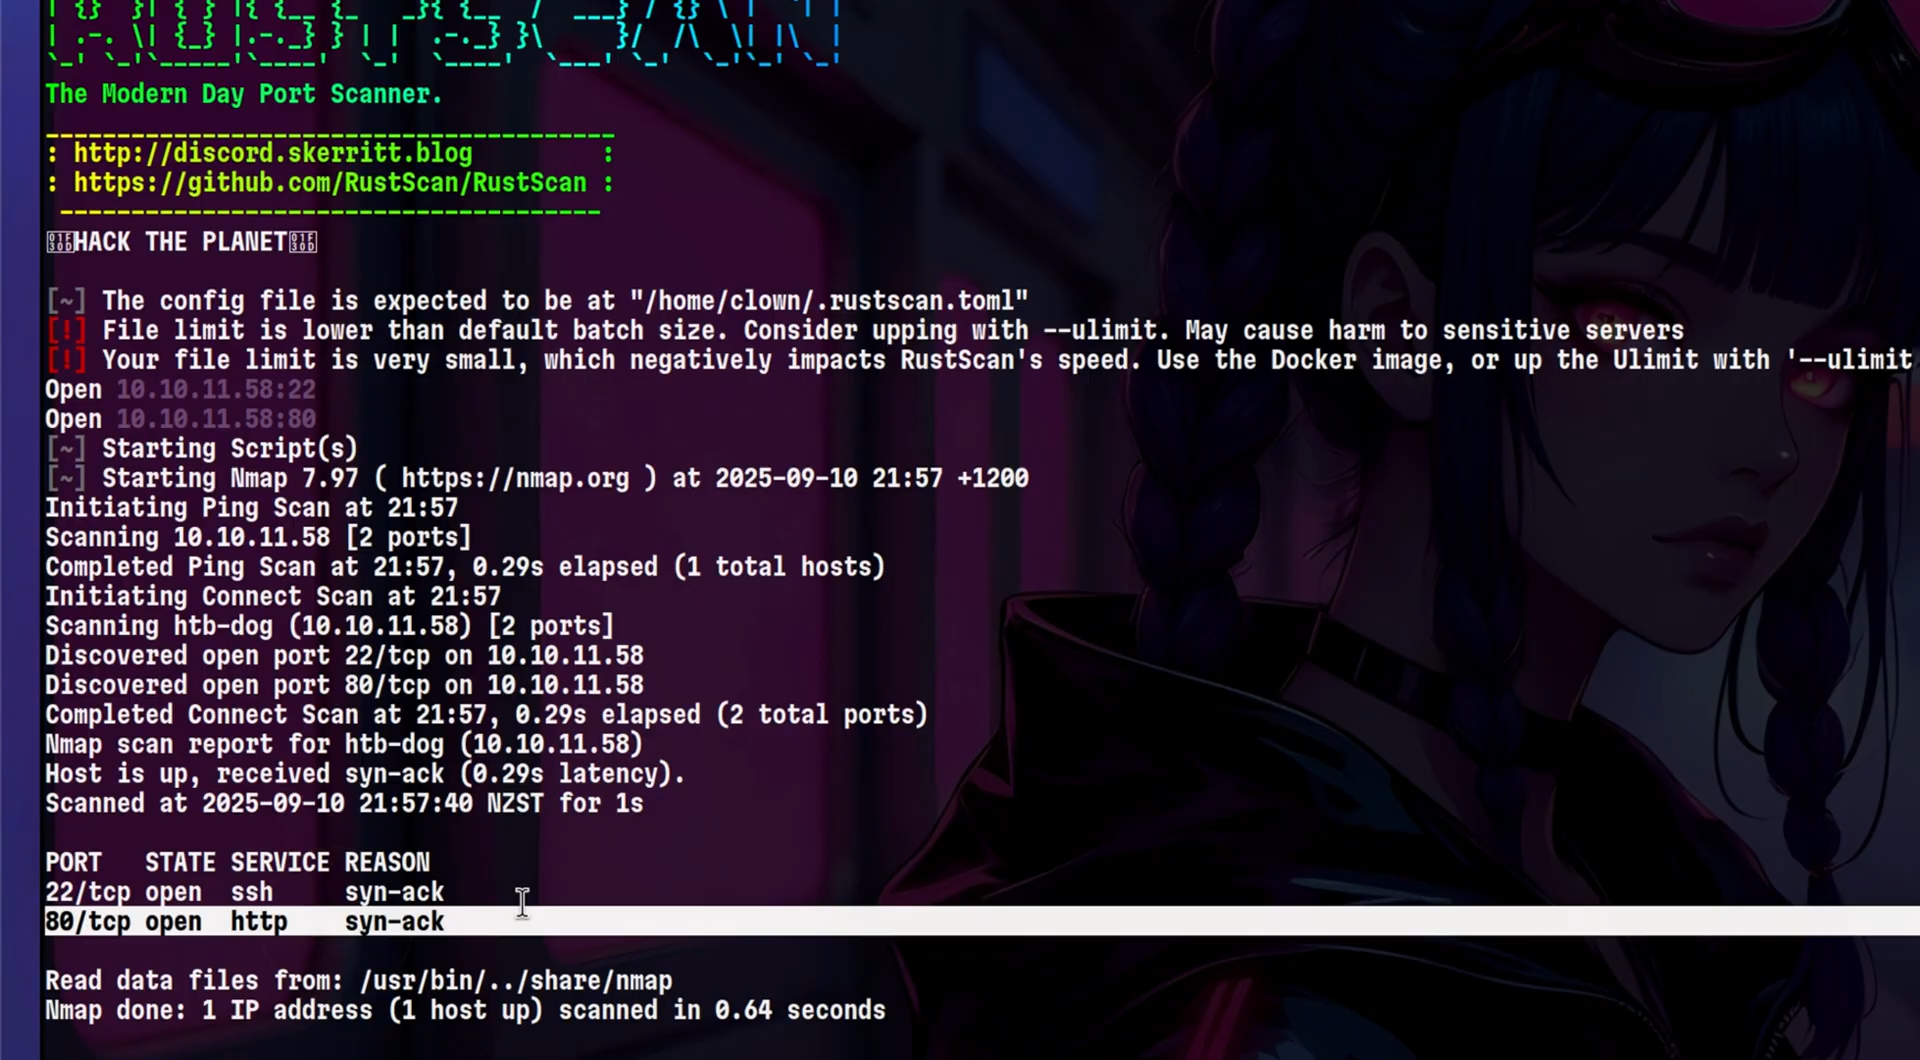 The Modern Day Port Scanner.
: http://discord.skerritt.blog :
: https://github.com/RustScan/RustScan :
HACK THE PLANET
[~] The config file is expected to be at "/home/clown/.rustscan.toml"
[!] File limit is lower than default batch size. Consider upping with --ulimit. May cause harm to sensitive servers
[!] Your file limit is very small, which negatively impacts RustScan's speed. Use the Docker image, or up the Ulimit with '--ulimit
Open 10.10.11.58:22
Open 10.10.11.58:80
[~] Starting Script(s)
[~] Starting Nmap 7.97 ( https://nmap.org ) at 2025-09-10 21:57 +1200
Initiating Ping Scan at 21:57
Scanning 10.10.11.58 [2 ports]
Completed Ping Scan at 21:57, 0.29s elapsed (1 total hosts)
Initiating Connect Scan at 21:57
Scanning htb-dog (10.10.11.58) [2 ports]
Discovered open port 22/tcp on 10.10.11.58
Discovered open port 80/tcp on 10.10.11.58
Completed Connect Scan at 21:57, 0.29s elapsed (2 total ports)
Nmap scan report for htb-dog (10.10.11.58)
Host is up, received syn-ack (0.29s latency).
Scanned at 2025-09-10 21:57:40 NZST for 1s
PORT STATE SERVICE REASON
22/tcp open ssh syn-ack
80/tcp open http syn-ack
Read data files from: /usr/bin/../share/nmap
Nmap done: 1 IP address (1 host up) scanned in 0.64 seconds